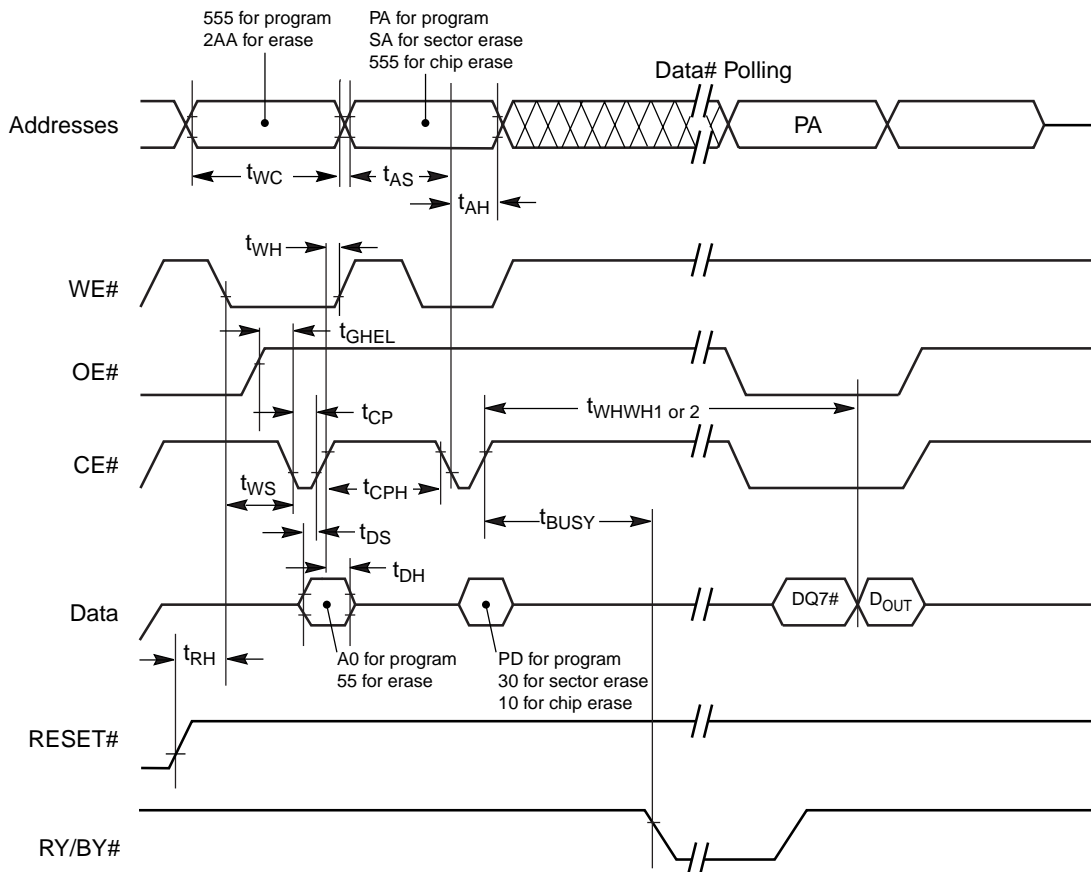 555 for program
2AA for erase
PA for program
SA for sector erase
555 for chip erase
Data# Polling
Addresses
PA
tWC
tAS
tAH
tWH
WE#
tGHEL
OE#
tWHWH1 or 2
tCP
CE#
tWS
tCPH
tBUSY
tDS
tDH
Data
DQ7#
DOUT
tRH
A0 for program
55 for erase
PD for program
30 for sector erase
10 for chip erase
RESET#
RY/BY#